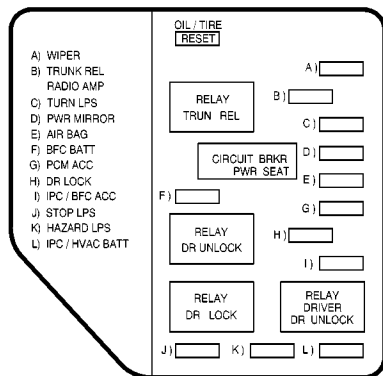 OIL / TIRE
RESET
A) WIPER
B) TRUNK REL
RADIO AMP
C) TURN LPS
D) PWR MIRROR
E) AIR BAG
F) BFC BATT
G) PCM ACC
H) DR LOCK
I) IPC / BFC ACC
J) STOP LPS
K) HAZARD LPS
L) IPC / HVAC BATT
A)
B)
RELAY
TRUN REL
C)
CIRCUIT BRKR
PWR SEAT
D)
E)
F)
G)
RELAY
DR UNLOCK
H)
I)
RELAY
DR LOCK
RELAY
DRIVER
DR UNLOCK
J)
K)
L)